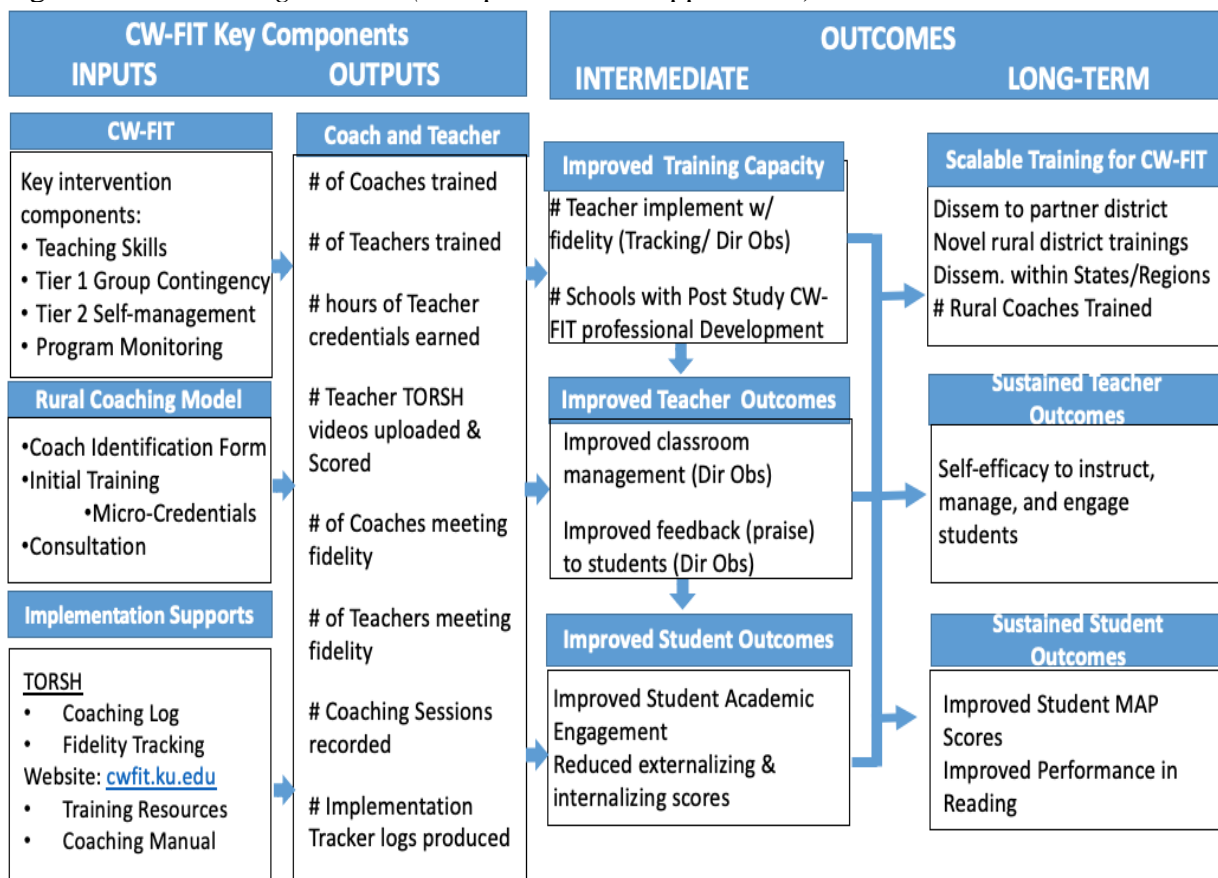 CW-FIT Key Components
INPUTS
OUTPUTS
OUTCOMES
INTERMEDIATE
LONG-TERM
CW-FIT
Key intervention
components:
• Teaching Skills
• Tier 1 Group Contingency
• Tier 2 Self-management
• Program Monitoring
Rural Coaching Model
•Coach Identification Form
•Initial Training
•Micro-Credentials
•Consultation
Implementation Supports
TORSH
• Coaching Log
• Fidelity Tracking
Website: cwfit.ku.edu
• Training Resources
• Coaching Manual
Coach and Teacher
# of Coaches trained
# of Teachers trained
# hours of Teacher
credentials earned
# Teacher TORSH
videos uploaded &
Scored
# of Coaches meeting
fidelity
# of Teachers meeting
fidelity
# Coaching Sessions
recorded
# Implementation
Tracker logs produced
Improved Training Capacity
# Teacher implement w/
fidelity (Tracking/ Dir Obs)
# Schools with Post Study CW-
FIT professional Development
Improved Teacher Outcomes
Improved classroom
management (Dir Obs)
Improved feedback (praise)
to students (Dir Obs)
Improved Student Outcomes
Improved Student Academic
Engagement
Reduced externalizing &
internalizing scores
Scalable Training for CW-FIT
Dissem to partner district
Novel rural district trainings
Dissem. within States/Regions
# Rural Coaches Trained
Sustained Teacher
Outcomes
Self-efficacy to instruct,
manage, and engage
students
Sustained Student
Outcomes
Improved Student MAP
Scores
Improved Performance in
Reading